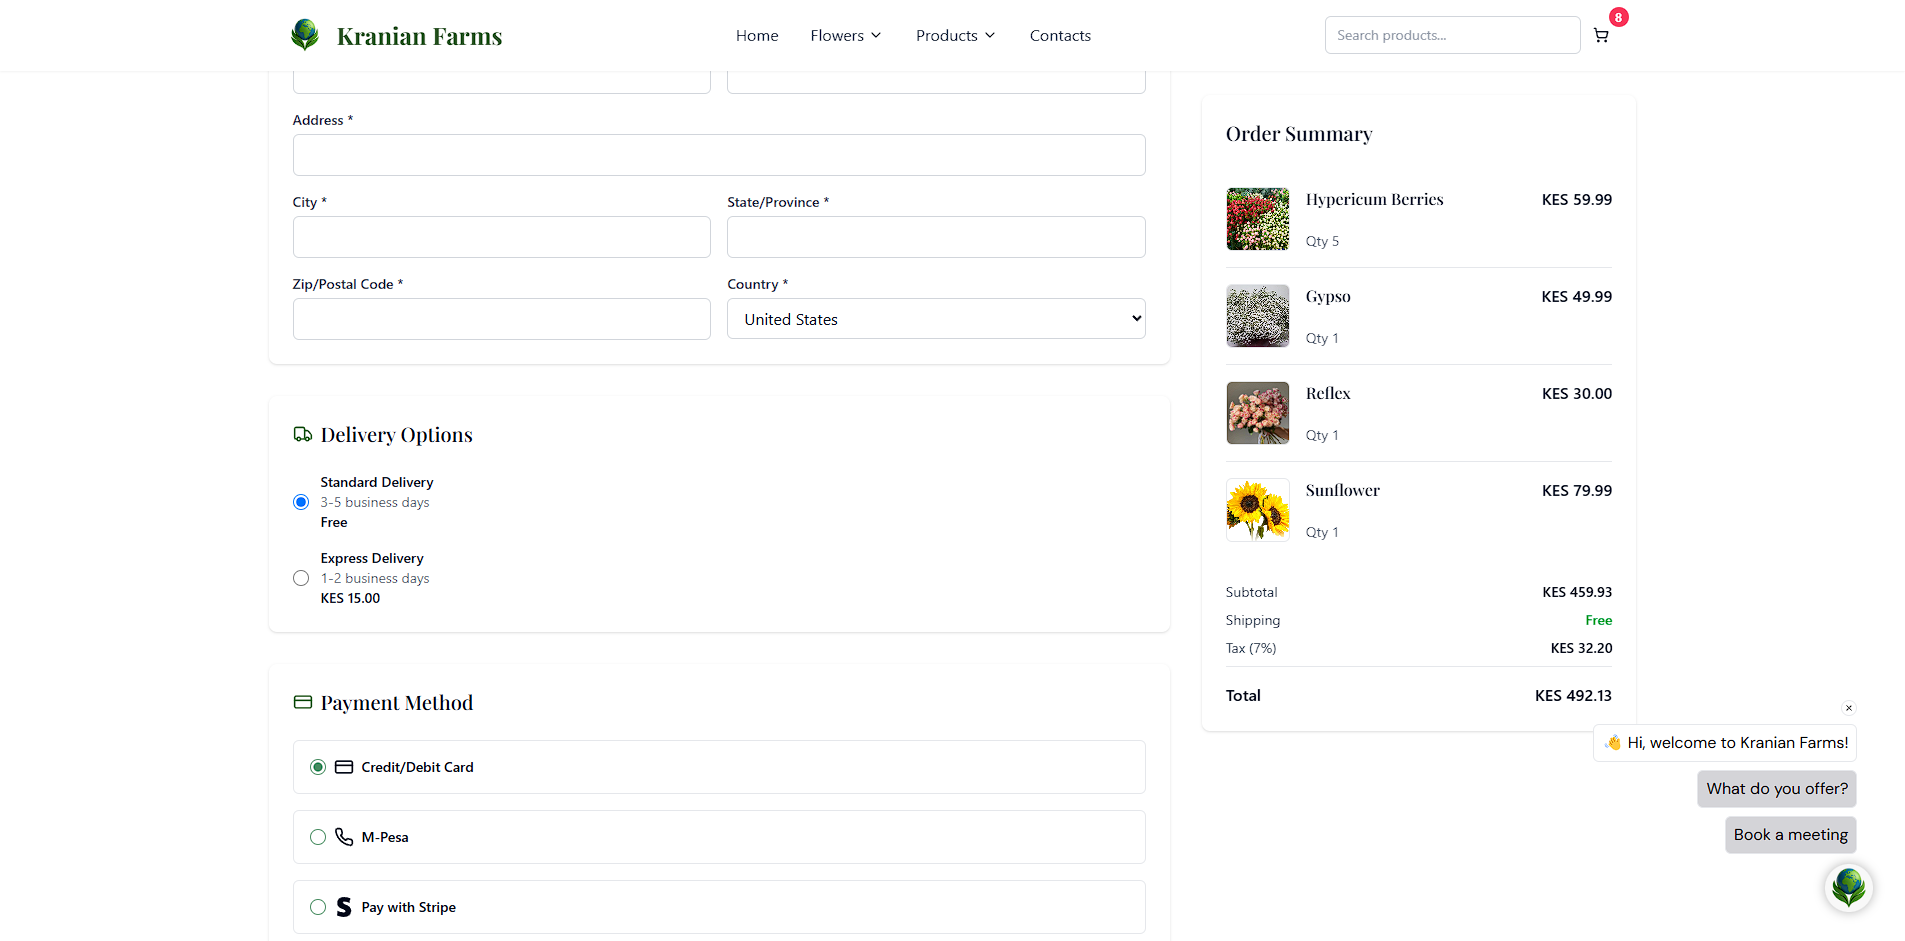 Kranian Farms
Home
Flowers
Products
Contacts
Search products...
8
Address *
City *
State/Province *
Zip/Postal Code *
Country *
United States
Delivery Options
Standard Delivery
3-5 business days
Free
Express Delivery
1-2 business days
KES 15.00
Payment Method
Credit/Debit Card
M-Pesa
Pay with Stripe
Order Summary
Hypericum Berries KES 59.99
Qty 5
Gypso KES 49.99
Qty 1
Reflex KES 30.00
Qty 1
Sunflower KES 79.99
Qty 1
Subtotal KES 459.93
Shipping Free
Tax (7%) KES 32.20
Total KES 492.13
👋 Hi, welcome to Kranian Farms!
What do you offer?
Book a meeting